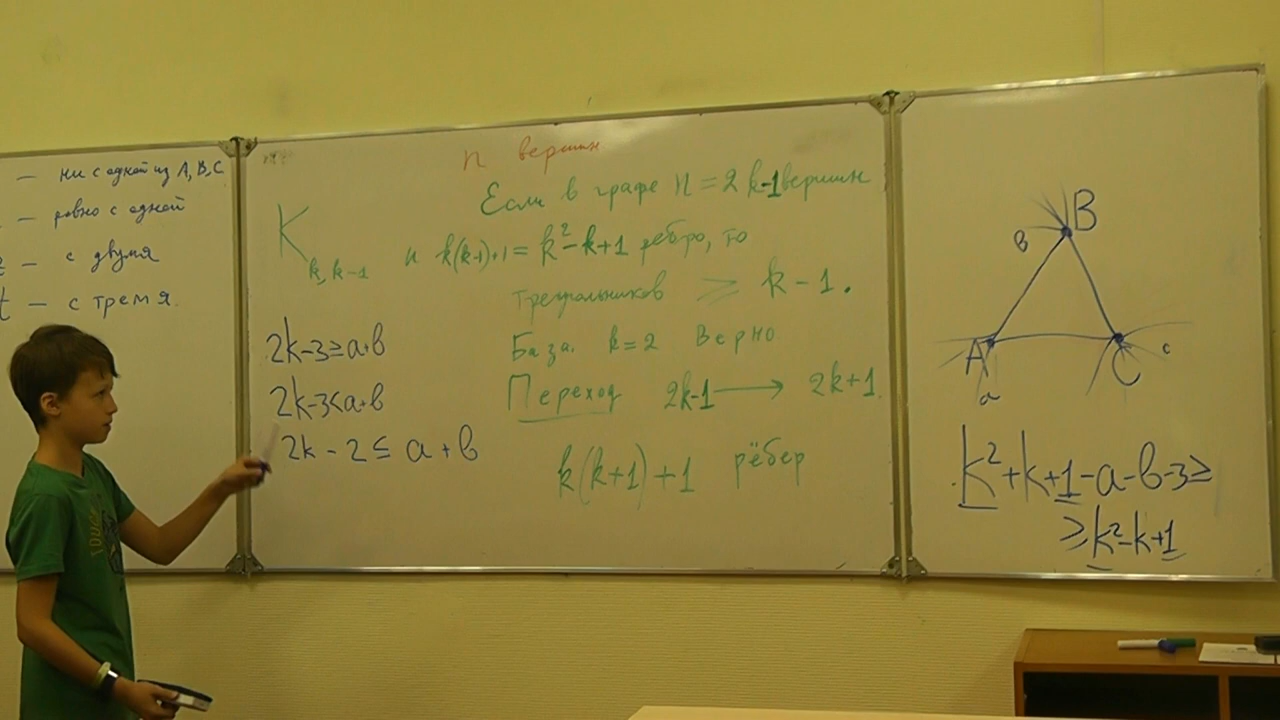 — ни с одной из A, B, C
— ровно с одной
— с двумя
t — с тремя.
n вершин
Если в графе n = 2k-1 вершин
K_{k, k-1}
и k(k-1)+1 = k²-k+1 ребро, то
треугольников ≥ k-1.
2k-3≥a+b
2k-3<a+b
2k-2≤a+b
База. k=2 Верно
Переход 2k-1 → 2k+1
k(k+1)+1 рёбер
B
в
A
a
C
c
k²+k+1-a-b-3≥
≥k²-k+1